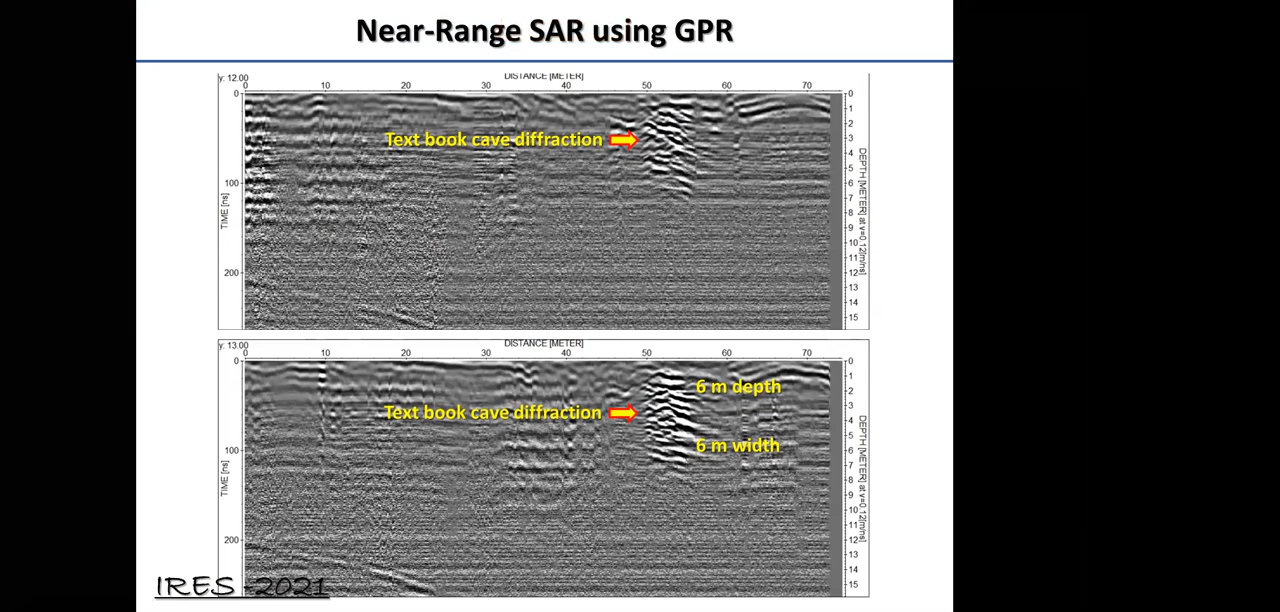 Near-Range SAR using GPR
y: 12.00
DISTANCE [METER]
0 10 20 30 40 50 60 70
0
100
200
TIME [ns]
Text book cave diffraction
0
1
2
3
4
5
6
7
8
9
10
11
12
13
14
15
DEPTH [METER] at v=0.12[m/ns]
y: 13.00
DISTANCE [METER]
0 10 20 30 40 50 60 70
0
100
200
TIME [ns]
6 m depth
Text book cave diffraction
6 m width
0
1
2
3
4
5
6
7
8
9
10
11
12
13
14
15
DEPTH [METER] at v=0.12[m/ns]
IRES -2021